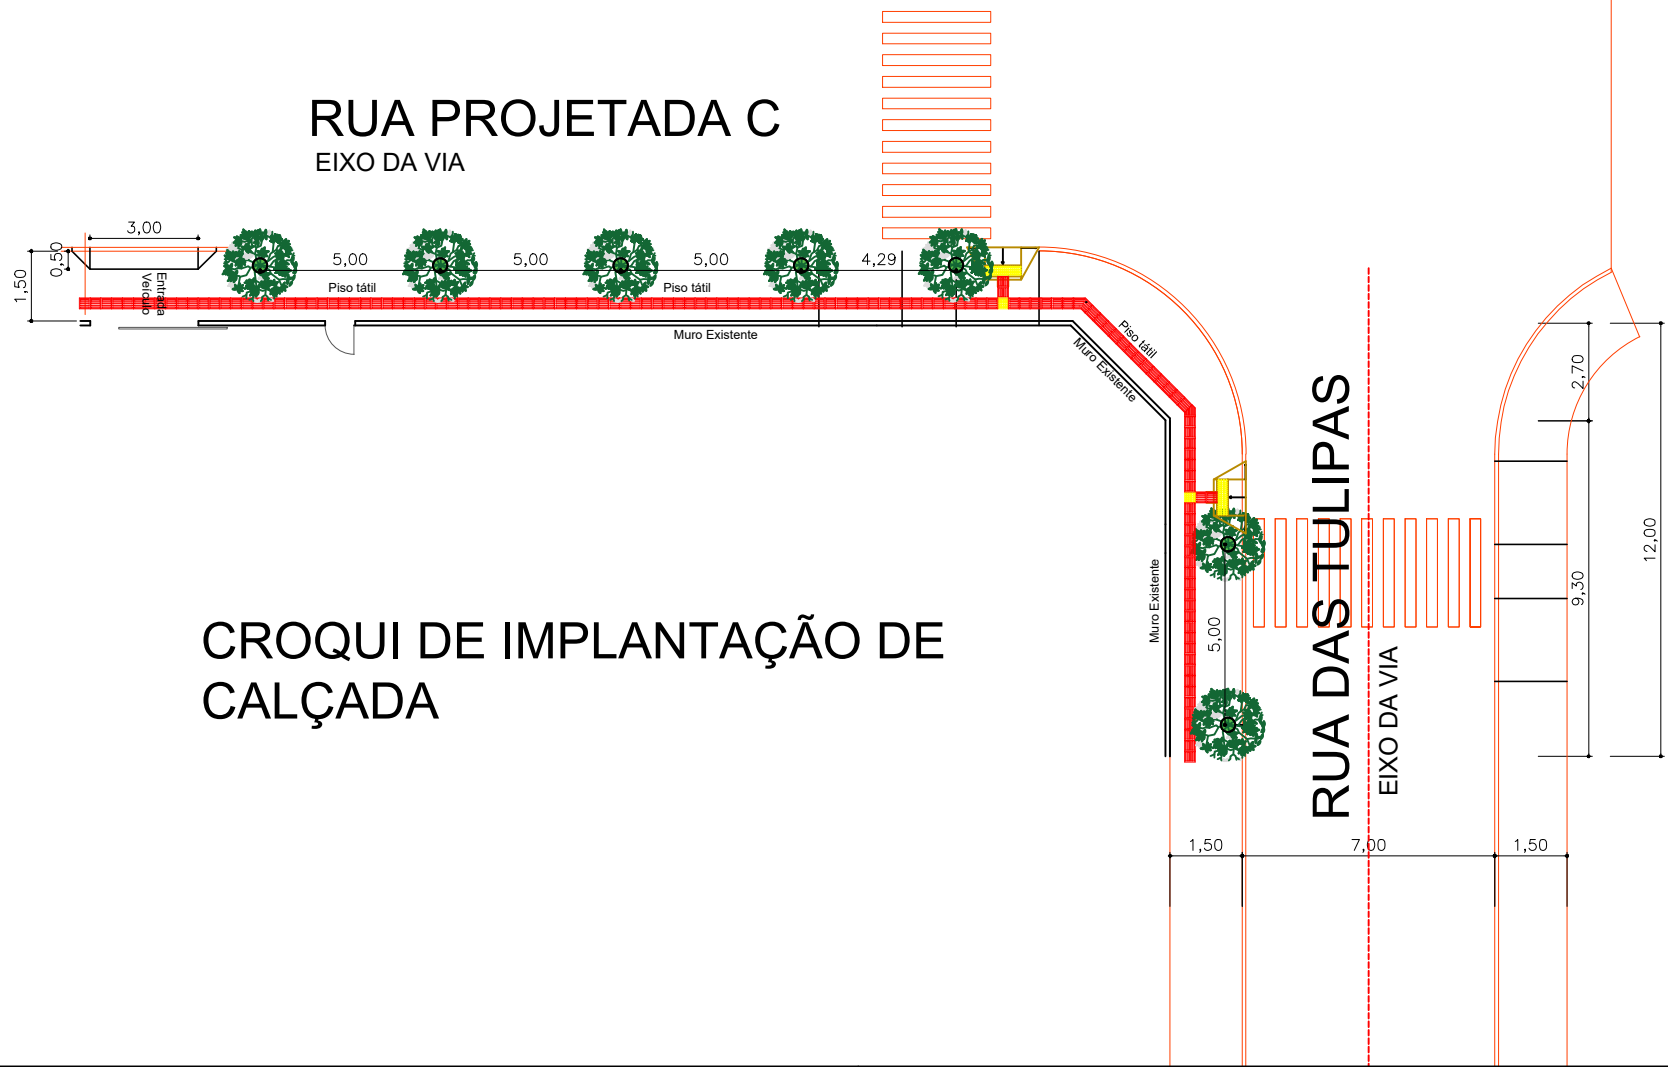 RUA PROJETADA C
EIXO DA VIA
3,00
1,50
0,50
5,00
5,00
5,00
4,29
Entrada
Veículo
Piso tátil
Piso tátil
Muro Existente
Piso tátil
Muro Existente
RUA DAS TULIPAS
EIXO DA VIA
2,70
12,00
9,30
Muro Existente
5,00
CROQUI DE IMPLANTAÇÃO DE
CALÇADA
1,50
7,00
1,50